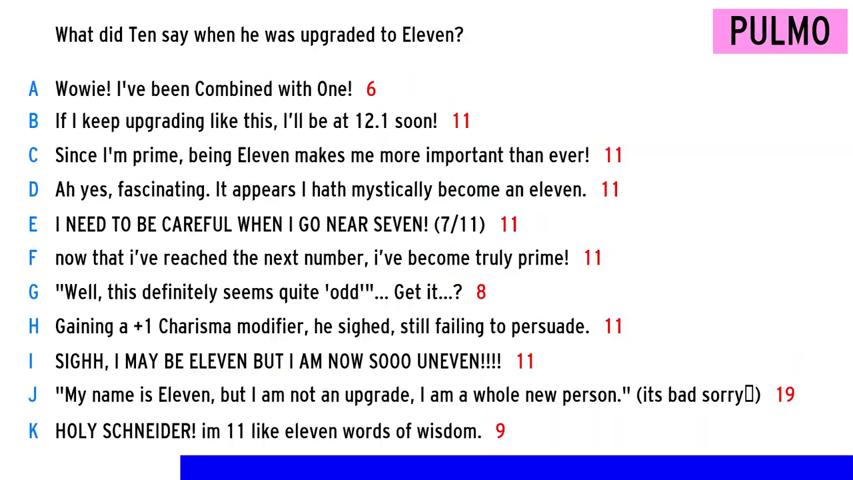 What did Ten say when he was upgraded to Eleven?
PULMO
A Wowie! I've been Combined with One! 6
B If I keep upgrading like this, I'll be at 12.1 soon! 11
C Since I'm prime, being Eleven makes me more important than ever! 11
D Ah yes, fascinating. It appears I hath mystically become an eleven. 11
E I NEED TO BE CAREFUL WHEN I GO NEAR SEVEN! (7/11) 11
F now that i've reached the next number, i've become truly prime! 11
G "Well, this definitely seems quite 'odd'"... Get it...? 8
H Gaining a +1 Charisma modifier, he sighed, still failing to persuade. 11
I SIGHH, I MAY BE ELEVEN BUT I AM NOW SOOO UNEVEN!!!! 11
J "My name is Eleven, but I am not an upgrade, I am a whole new person." (its bad sorry▯) 19
K HOLY SCHNEIDER! im 11 like eleven words of wisdom. 9